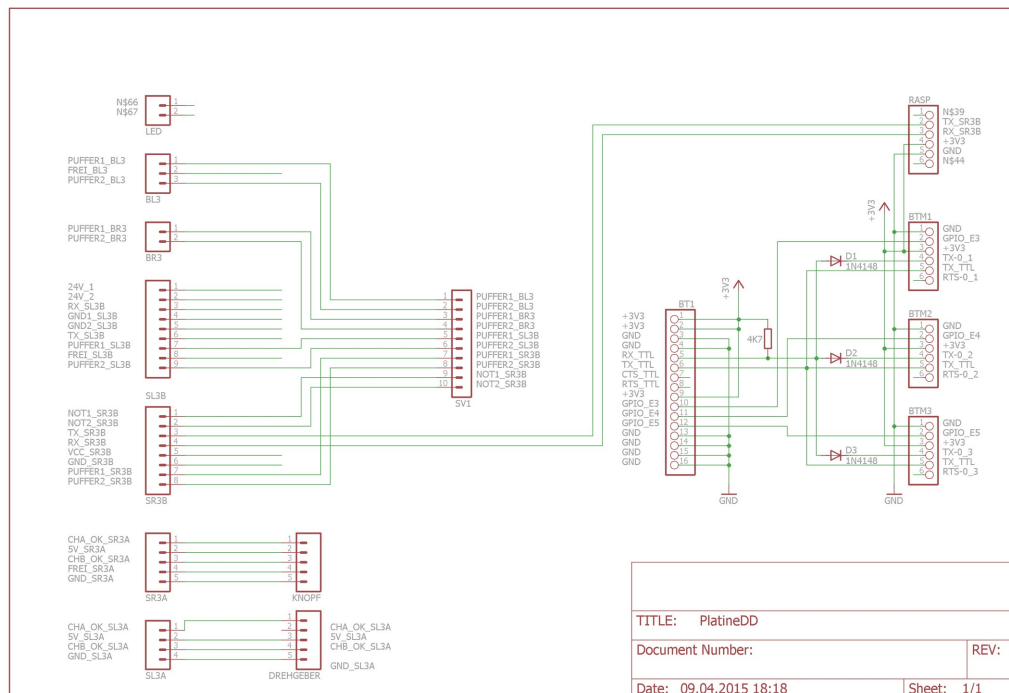 N$66
N$67
1
2
LED
PUFFER1_BL3
FREI_BL3
PUFFER2_BL3
1
2
3
BL3
PUFFER1_BR3
PUFFER2_BR3
1
2
BR3
24V_1
24V_2
RX_SL3B
GND1_SL3B
GND2_SL3B
TX_SL3B
PUFFER1_SL3B
FREI_SL3B
PUFFER2_SL3B
1
2
3
4
5
6
7
8
9
SL3B
NOT1_SR3B
NOT2_SR3B
TX_SR3B
RX_SR3B
VCC_SR3B
GND_SR3B
PUFFER1_SR3B
PUFFER2_SR3B
1
2
3
4
5
6
7
8
SR3B
CHA_OK_SR3A
5V_SR3A
CHB_OK_SR3A
FREI_SR3A
GND_SR3A
1
2
3
4
5
SR3A
1
2
3
4
5
KNOPF
CHA_OK_SL3A
5V_SL3A
CHB_OK_SL3A
GND_SL3A
1
2
3
4
SL3A
1
2
3
4
5
CHA_OK_SL3A
5V_SL3A
CHB_OK_SL3A
GND_SL3A
DREHGEBER
1
2
3
4
5
6
7
8
9
10
PUFFER1_BL3
PUFFER2_BL3
PUFFER1_BR3
PUFFER2_BR3
PUFFER1_SL3B
PUFFER2_SL3B
PUFFER1_SR3B
PUFFER2_SR3B
NOT1_SR3B
NOT2_SR3B
SV1
BT1
+3V3
+3V3
GND
GND
RX_TTL
TX_TTL
CTS_TTL
RTS_TTL
+3V3
GPIO_E3
GPIO_E4
GPIO_E5
GND
GND
GND
GND
1
2
3
4
5
6
7
8
9
10
11
12
13
14
15
16
+3V3
4K7
GND
D1
1N4148
D2
1N4148
D3
1N4148
+3V3
GND
RASP
1
2
3
4
5
6
N$39
TX_SR3B
RX_SR3B
+3V3
GND
N$44
BTM1
1
2
3
4
5
6
GND
GPIO_E3
+3V3
TX-0_1
TX_TTL
RTS-0_1
BTM2
1
2
3
4
5
6
GND
GPIO_E4
+3V3
TX-0_2
TX_TTL
RTS-0_2
BTM3
1
2
3
4
5
6
GND
GPIO_E5
+3V3
TX-0_3
TX_TTL
RTS-0_3
TITLE: PlatineDD
Document Number:
REV:
Date: 09.04.2015 18:18
Sheet: 1/1